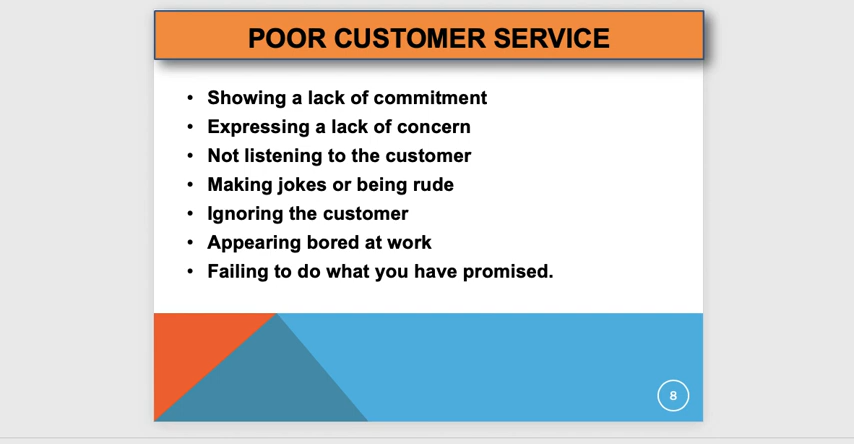 POOR CUSTOMER SERVICE
• Showing a lack of commitment
• Expressing a lack of concern
• Not listening to the customer
• Making jokes or being rude
• Ignoring the customer
• Appearing bored at work
• Failing to do what you have promised.
8